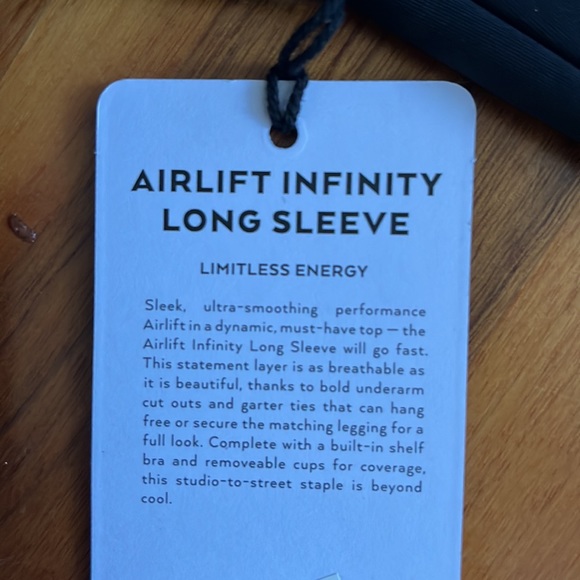 AIRLIFT INFINITY
LONG SLEEVE
LIMITLESS ENERGY
Sleek, ultra-smoothing performance
Airlift in a dynamic, must-have top — the
Airlift Infinity Long Sleeve will go fast.
This statement layer is as breathable as
it is beautiful, thanks to bold underarm
cut outs and garter ties that can hang
free or secure the matching legging for a
full look. Complete with a built-in shelf
bra and removeable cups for coverage,
this studio-to-street staple is beyond
cool.